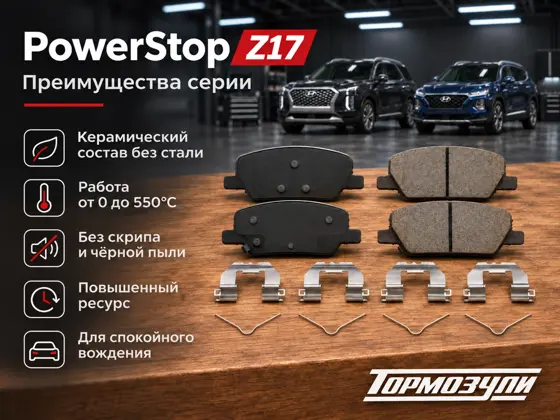 PowerStop Z17
Преимущества серии
Керамический
состав без стали
Работа
от 0 до 550°С
Без скрипа
и чёрной пыли
Повышенный
ресурс
Для спокойного
вождения
ТОРМОЗУЛИ